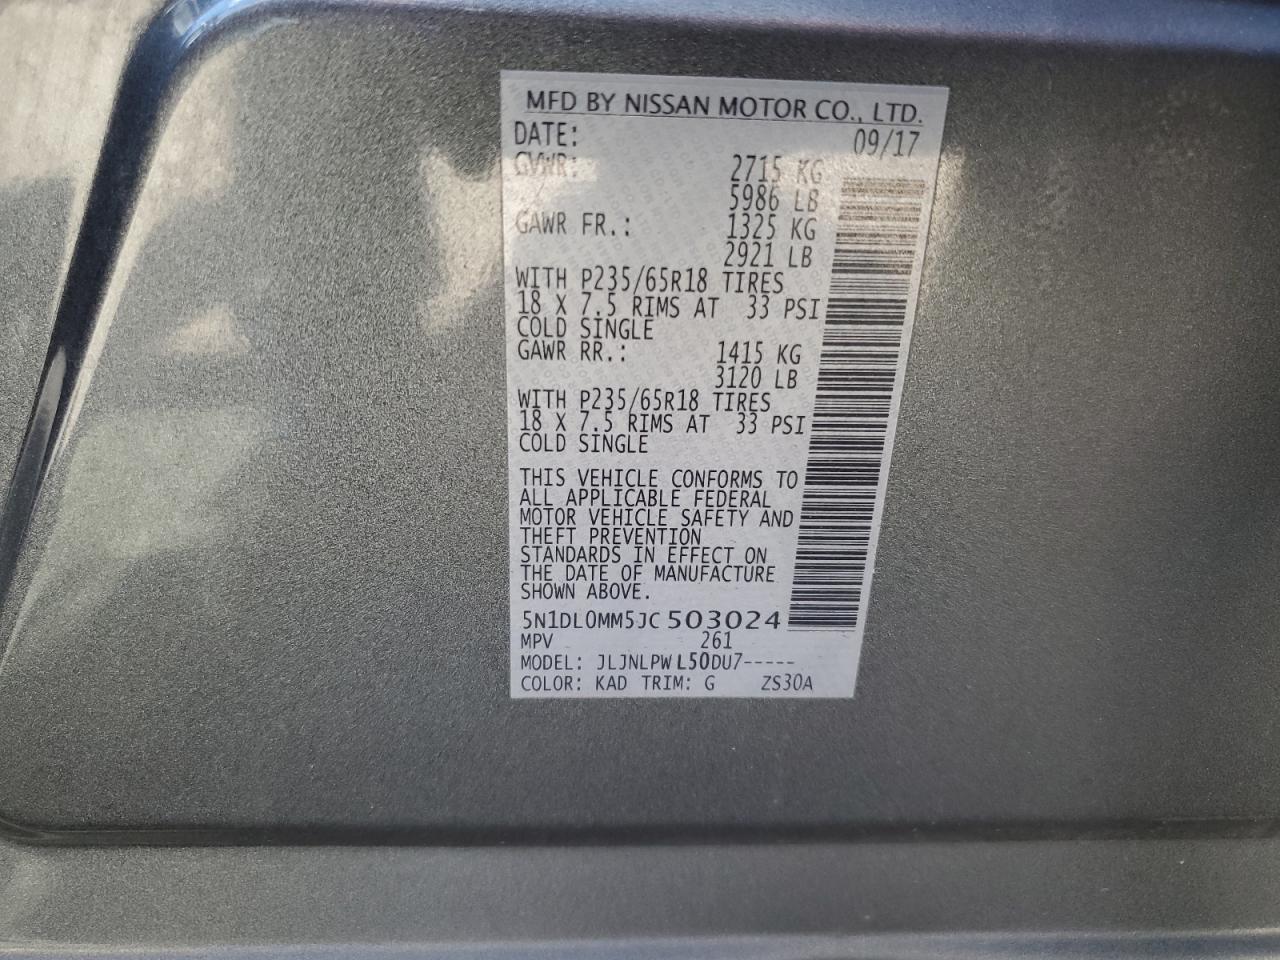 MFD BY NISSAN MOTOR CO., LTD.
DATE: 09/17
GVWR: 2715 KG
5986 LB
GAWR FR.: 1325 KG
2921 LB
WITH P235/65R18 TIRES
18 X 7.5 RIMS AT 33 PSI
COLD SINGLE
GAWR RR.: 1415 KG
3120 LB
WITH P235/65R18 TIRES
18 X 7.5 RIMS AT 33 PSI
COLD SINGLE
THIS VEHICLE CONFORMS TO
ALL APPLICABLE FEDERAL
MOTOR VEHICLE SAFETY AND
THEFT PREVENTION
STANDARDS IN EFFECT ON
THE DATE OF MANUFACTURE
SHOWN ABOVE.
5N1DL0MM5JC503024
MPV 261
MODEL: JLJNLPWL50DU7-----
COLOR: KAD TRIM: G ZS30A